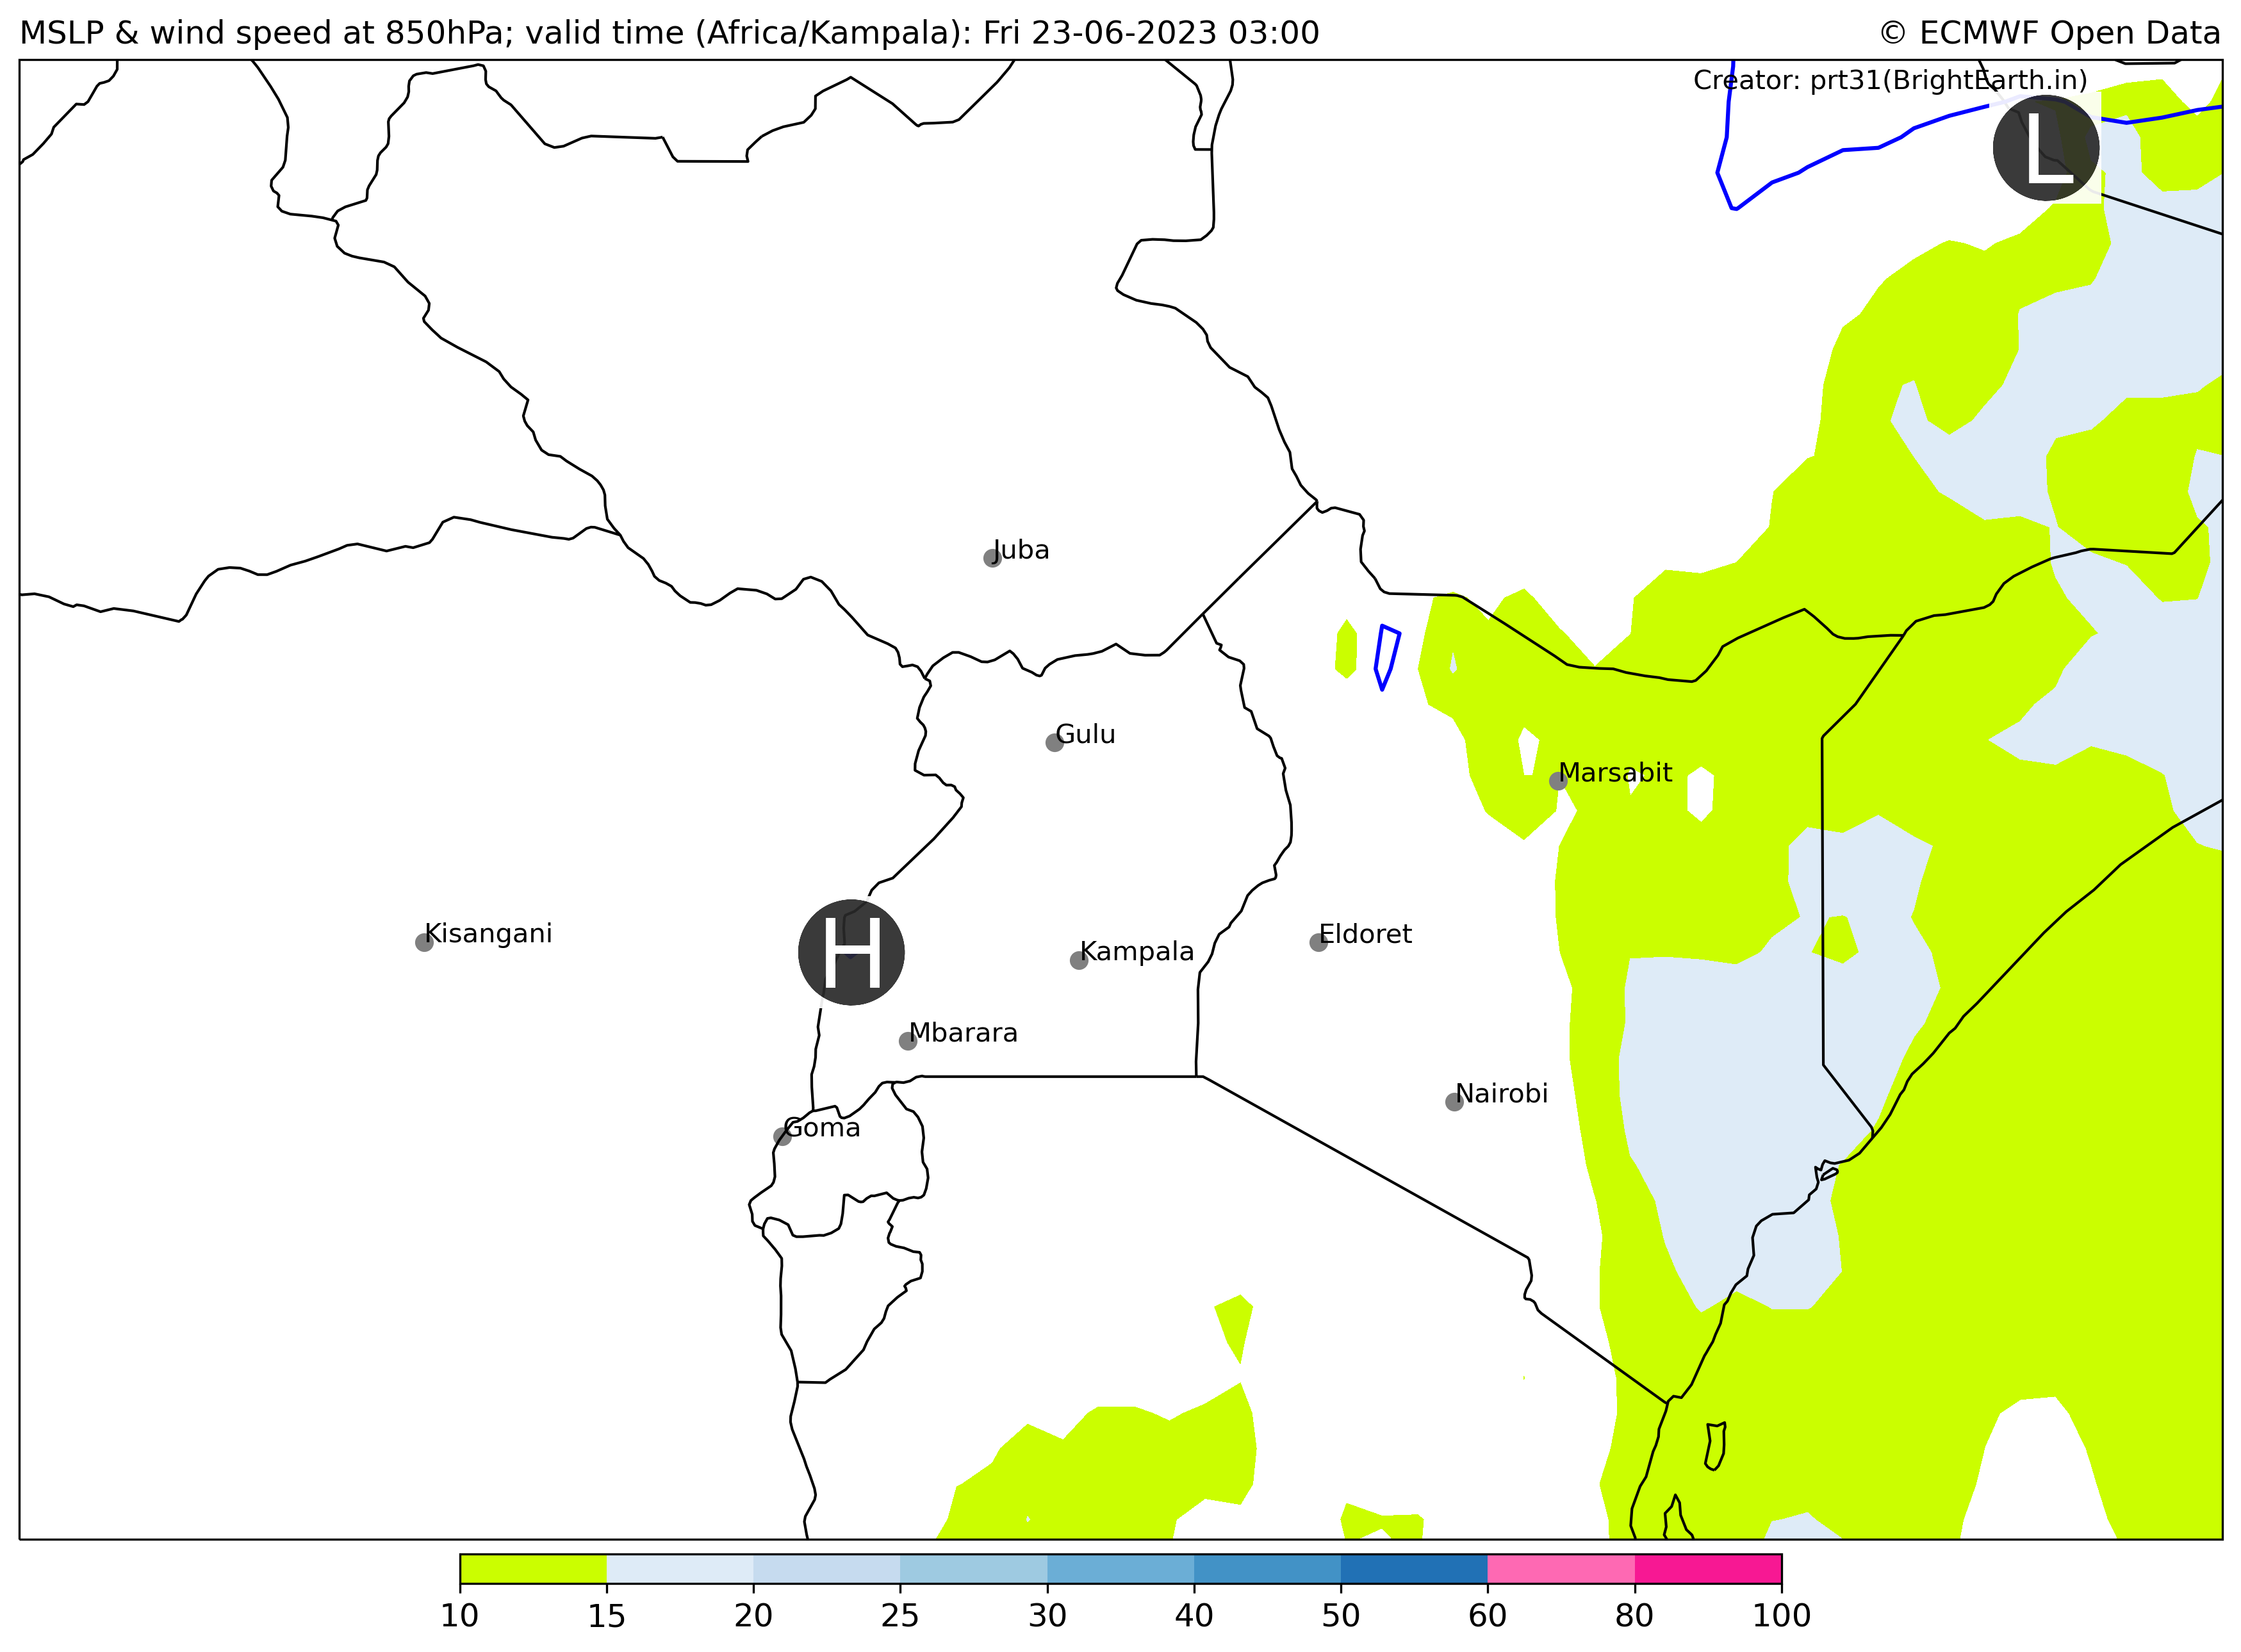 MSLP & wind speed at 850hPa; valid time (Africa/Kampala): Fri 23-06-2023 03:00
© ECMWF Open Data
Creator: prt31(BrightEarth.in)
L
Juba
Gulu
Marsabit
Kisangani
H
Kampala
Eldoret
Mbarara
Nairobi
Goma
10 15 20 25 30 40 50 60 80 100